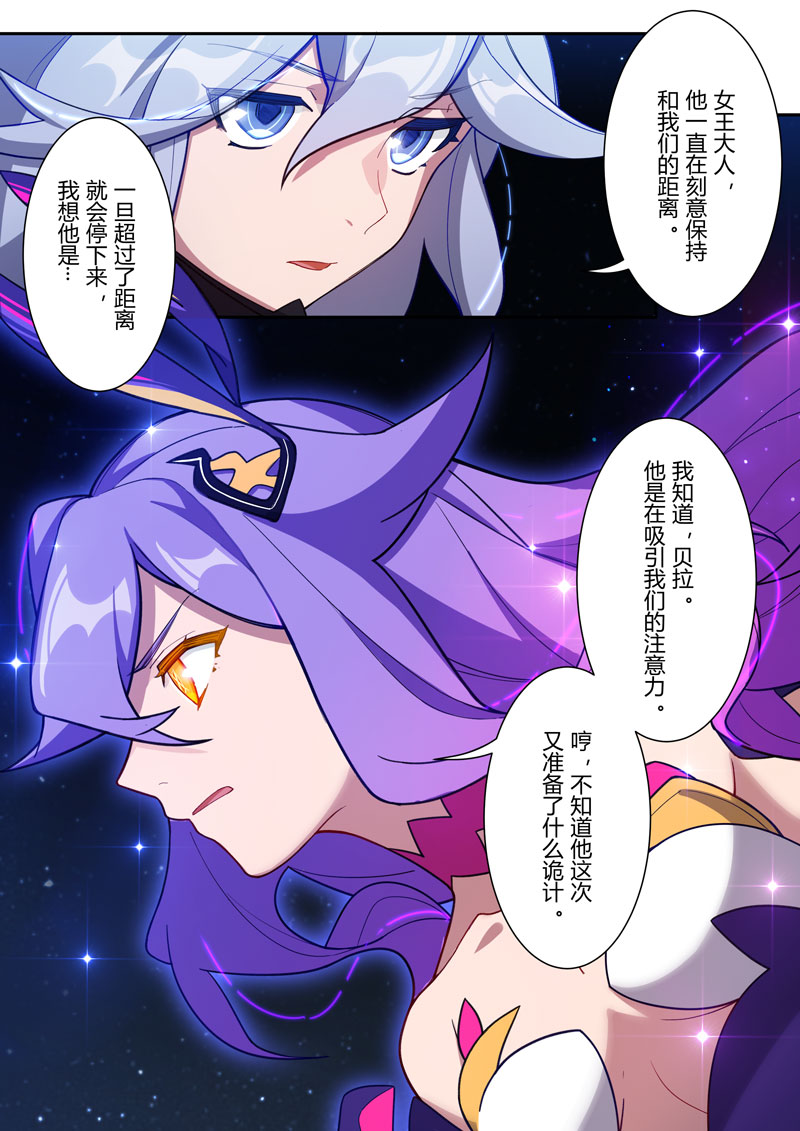 女王大人，
他一直在刻意保持
和我们的距离。
一旦超过了距离
就会停下来，
我想他是…
我知道，贝拉。
他是在吸引我们的注意力。
哼，不知道他这次
又准备了什么诡计。